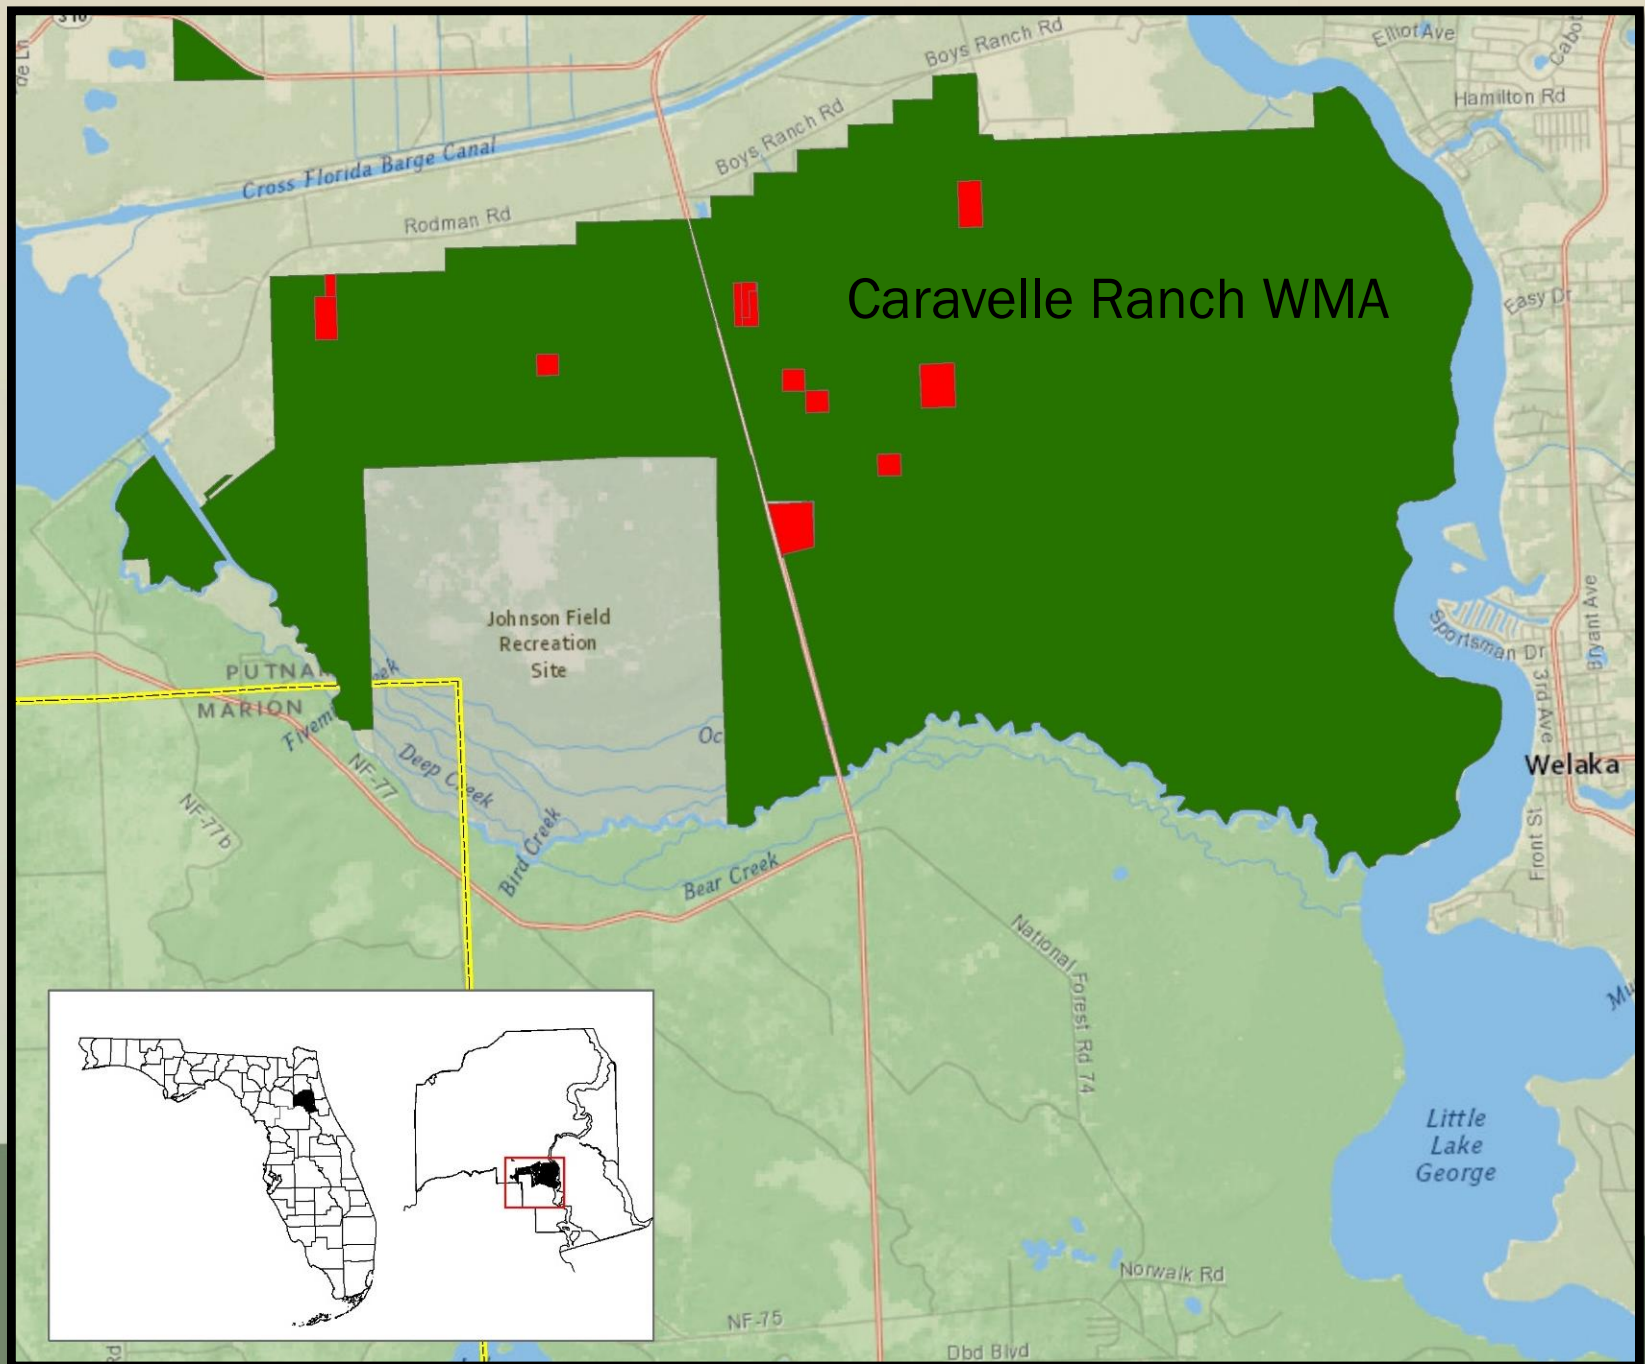 310
Elliot Ave
Boys Ranch Rd
Hamilton Rd
Boys Ranch Rd
Cross Florida Barge Canal
Rodman Rd
Caravelle Ranch WMA
Easy Dr
Johnson Field
Recreation
Site
Bryant Ave
Sportsman Dr
3rd Ave
PUTNA
MARION
Deep Creek
NF-77
NF-77b
Welaka
Front St
Bird Creek
Bear Creek
National Forest Rd 74
Little
Lake
George
Norwalk Rd
NF-75
Dbd Blvd